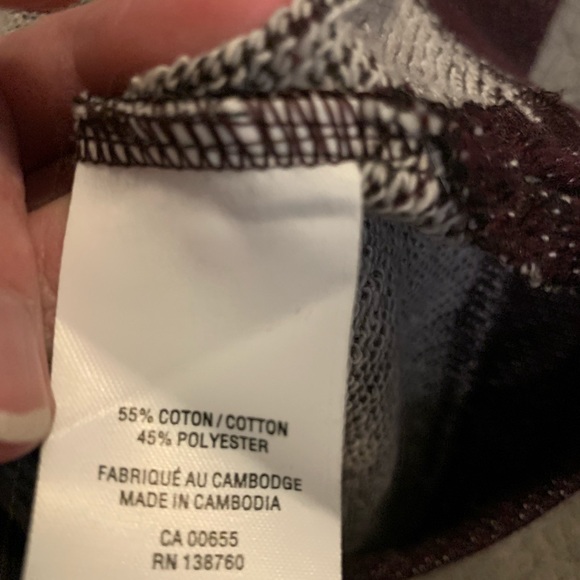 55% COTON / COTTON
45% POLYESTER
FABRIQUÉ AU CAMBODGE
MADE IN CAMBODIA
CA 00655
RN 138760